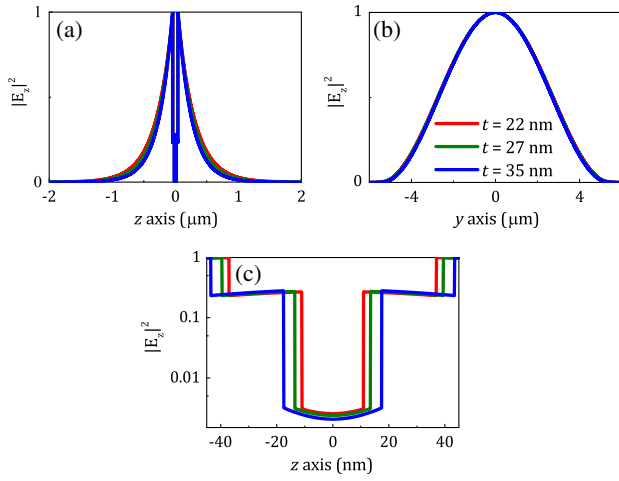 (a)
(b)
|E_z|²
1
0
-2
-1
0
1
2
z axis (μm)
|E_z|²
1
0
t = 22 nm
t = 27 nm
t = 35 nm
-4
0
4
y axis (μm)
(c)
|E_z|²
1
0.1
0.01
-40
-20
0
20
40
z axis (nm)